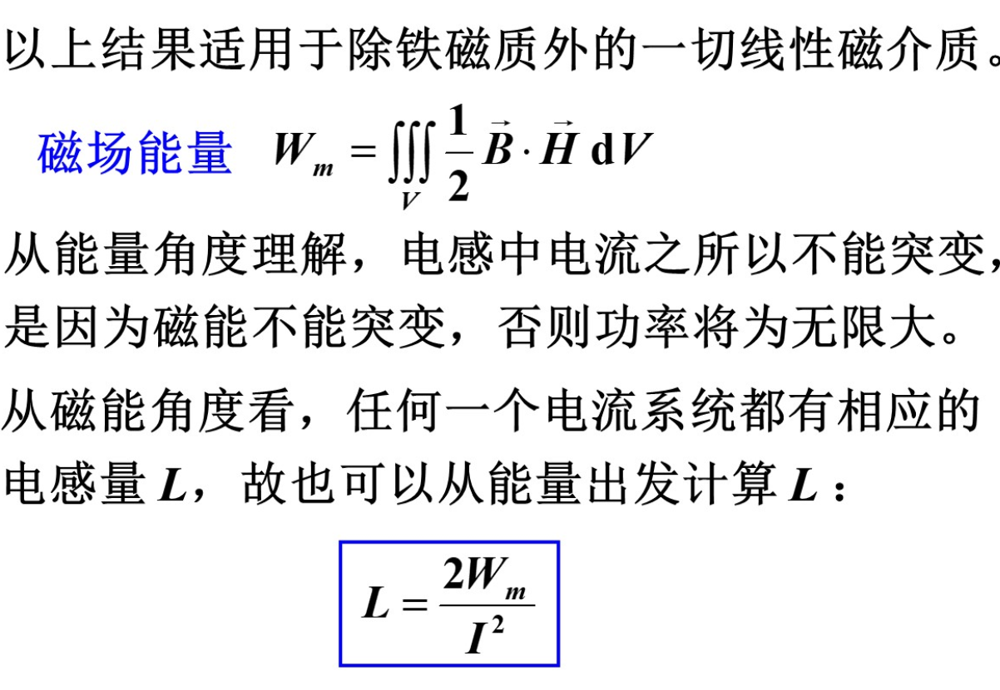 以上结果适用于除铁磁质外的一切线性磁介质。
磁场能量 $W_m = \iiint\limits_V \frac{1}{2} \vec{B} \cdot \vec{H} \, \mathrm{d}V$
从能量角度理解，电感中电流之所以不能突变，
是因为磁能不能突变，否则功率将为无限大。
从磁能角度看，任何一个电流系统都有相应的
电感量 L，故也可以从能量出发计算 L：
$L = \frac{2W_m}{I^2}$